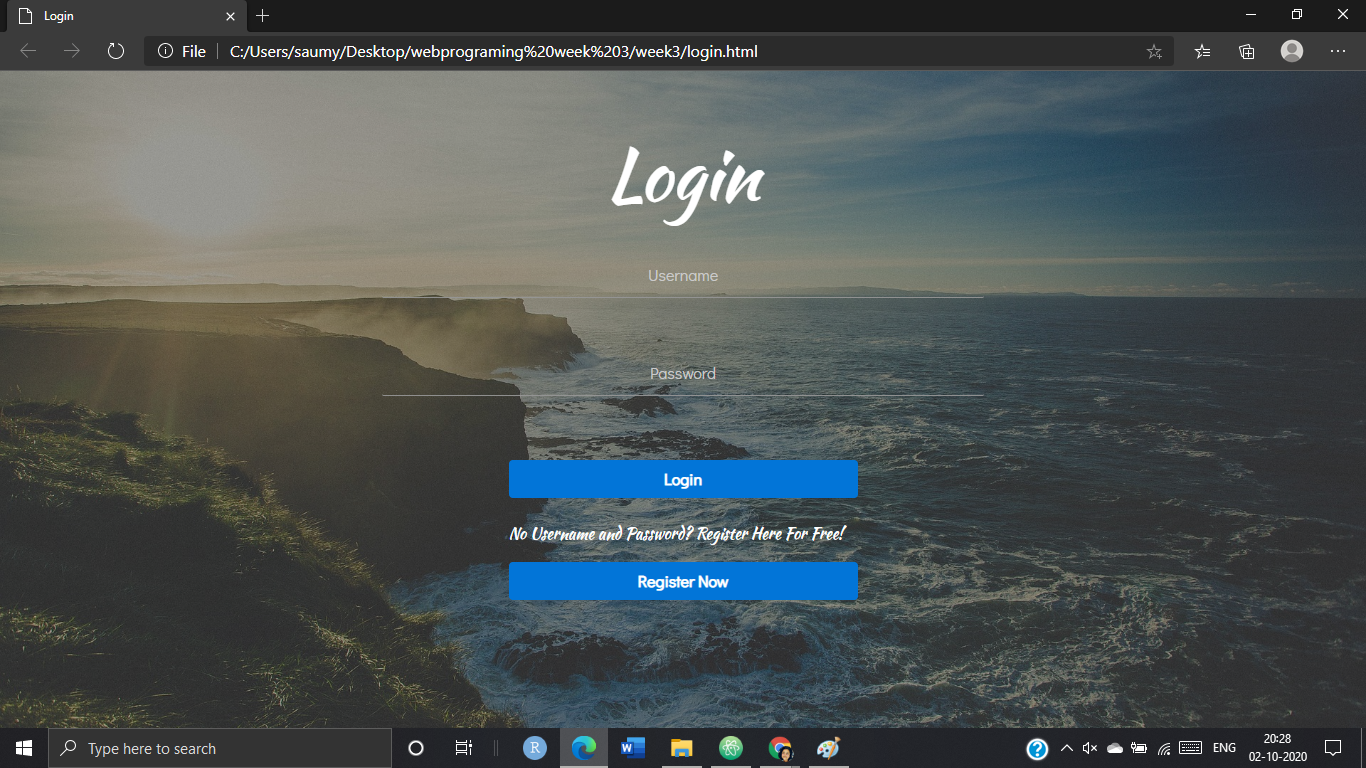 Login
File
C:/Users/saumy/Desktop/webprograming%20week%203/week3/login.html
Login
Username
Password
Login
No Username and Password? Register Here For Free!
Register Now
Type here to search
R
W
ENG
20:28
02-10-2020